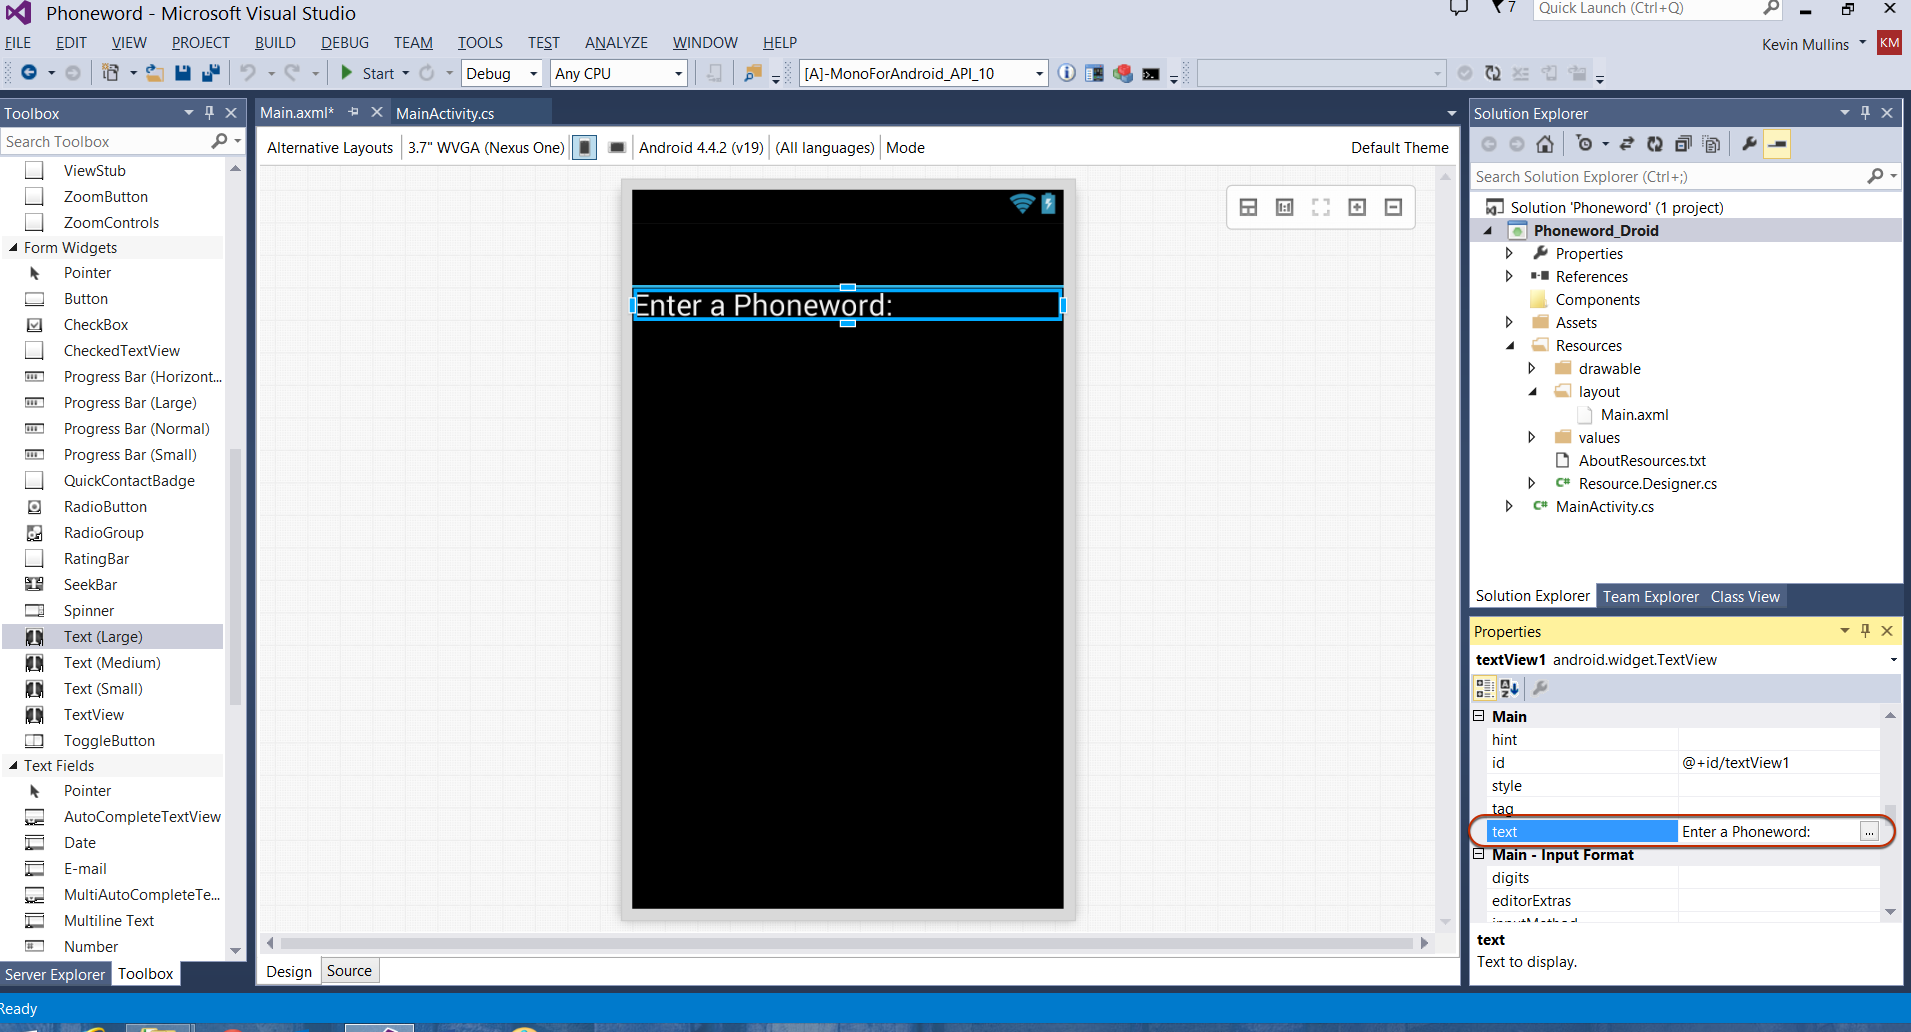 Phoneword - Microsoft Visual Studio
7
Quick Launch (Ctrl+Q)
FILE EDIT VIEW PROJECT BUILD DEBUG TEAM TOOLS TEST ANALYZE WINDOW HELP
Kevin Mullins
KM
Start
Debug
Any CPU
[A]-MonoForAndroid_API_10
Toolbox
Search Toolbox
ViewStub
ZoomButton
ZoomControls
Form Widgets
Pointer
Button
CheckBox
CheckedTextView
Progress Bar (Horizont...
Progress Bar (Large)
Progress Bar (Normal)
Progress Bar (Small)
QuickContactBadge
RadioButton
RadioGroup
RatingBar
SeekBar
Spinner
Text (Large)
Text (Medium)
Text (Small)
TextView
ToggleButton
Text Fields
Pointer
AutoCompleteTextView
Date
E-mail
MultiAutoCompleteTe...
Multiline Text
Number
Server Explorer
Toolbox
Main.axml*
MainActivity.cs
Alternative Layouts
3.7" WVGA (Nexus One)
Android 4.4.2 (v19)
(All languages)
Mode
Default Theme
Enter a Phoneword:
Design
Source
Solution Explorer
Search Solution Explorer (Ctrl+;)
Solution 'Phoneword' (1 project)
Phoneword_Droid
Properties
References
Components
Assets
Resources
drawable
layout
Main.axml
values
AboutResources.txt
C# Resource.Designer.cs
C# MainActivity.cs
Solution Explorer
Team Explorer
Class View
Properties
textView1 android.widget.TextView
Main
hint
id @+id/textView1
style
tag
text Enter a Phoneword: ...
Main - Input Format
digits
editorExtras
inputMethod
text
Text to display.
Ready